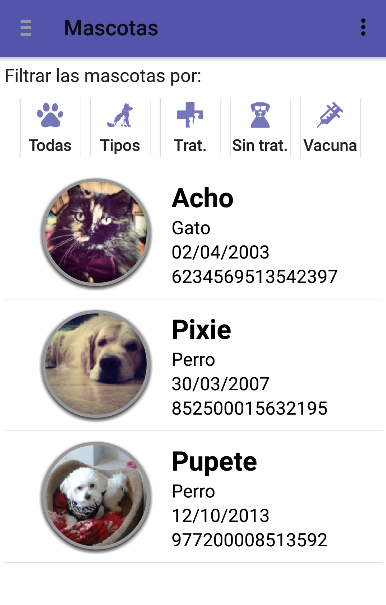 Mascotas
Filtrar las mascotas por:
Todas Tipos Trat. Sin trat. Vacuna
Acho
Gato
02/04/2003
6234569513542397
Pixie
Perro
30/03/2007
852500015632195
Pupete
Perro
12/10/2013
977200008513592